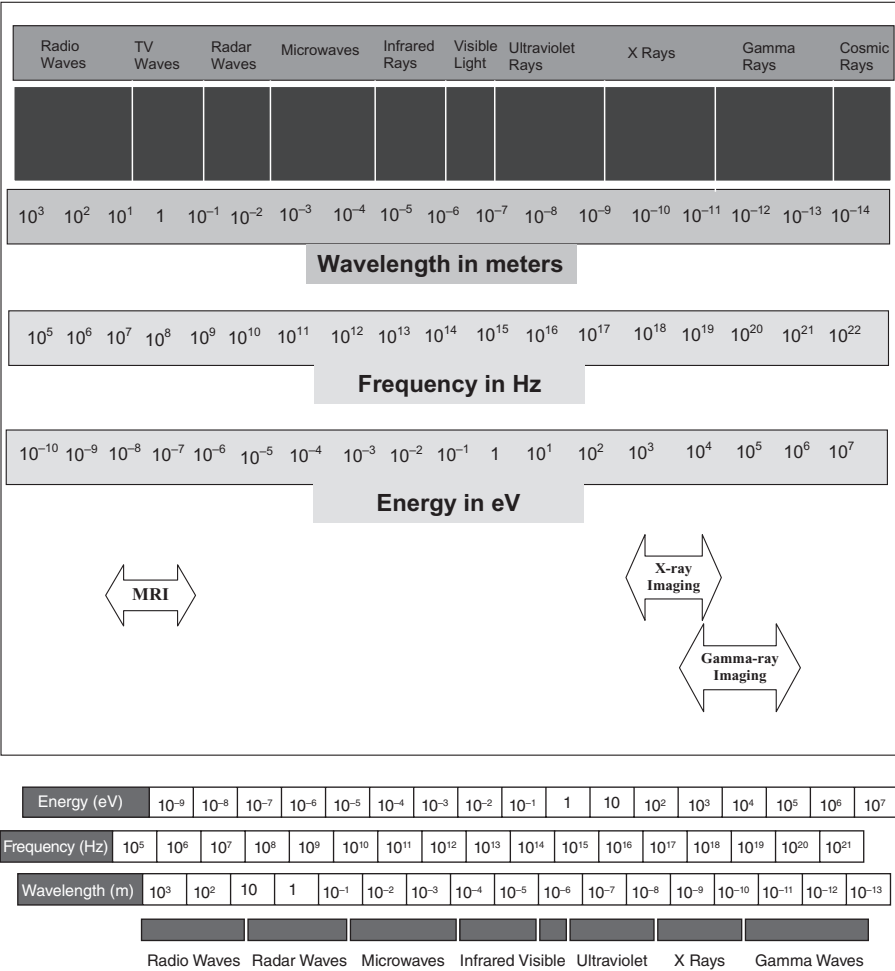 Radio Waves TV Waves Radar Waves Microwaves Infrared Rays Visible Light Ultraviolet Rays X Rays Gamma Rays Cosmic Rays
10³ 10² 10¹ 1 10⁻¹ 10⁻² 10⁻³ 10⁻⁴ 10⁻⁵ 10⁻⁶ 10⁻⁷ 10⁻⁸ 10⁻⁹ 10⁻¹⁰ 10⁻¹¹ 10⁻¹² 10⁻¹³ 10⁻¹⁴
Wavelength in meters
10⁵ 10⁶ 10⁷ 10⁸ 10⁹ 10¹⁰ 10¹¹ 10¹² 10¹³ 10¹⁴ 10¹⁵ 10¹⁶ 10¹⁷ 10¹⁸ 10¹⁹ 10²⁰ 10²¹ 10²²
Frequency in Hz
10⁻¹⁰ 10⁻⁹ 10⁻⁸ 10⁻⁷ 10⁻⁶ 10⁻⁵ 10⁻⁴ 10⁻³ 10⁻² 10⁻¹ 1 10¹ 10² 10³ 10⁴ 10⁵ 10⁶ 10⁷
Energy in eV
MRI
X-ray
Imaging
Gamma-ray
Imaging
Energy (eV) 10⁻⁹ 10⁻⁸ 10⁻⁷ 10⁻⁶ 10⁻⁵ 10⁻⁴ 10⁻³ 10⁻² 10⁻¹ 1 10 10² 10³ 10⁴ 10⁵ 10⁶ 10⁷
Frequency (Hz) 10⁵ 10⁶ 10⁷ 10⁸ 10⁹ 10¹⁰ 10¹¹ 10¹² 10¹³ 10¹⁴ 10¹⁵ 10¹⁶ 10¹⁷ 10¹⁸ 10¹⁹ 10²⁰ 10²¹
Wavelength (m) 10³ 10² 10 1 10⁻¹ 10⁻² 10⁻³ 10⁻⁴ 10⁻⁵ 10⁻⁶ 10⁻⁷ 10⁻⁸ 10⁻⁹ 10⁻¹⁰ 10⁻¹¹ 10⁻¹² 10⁻¹³
Radio Waves Radar Waves Microwaves Infrared Visible Ultraviolet X Rays Gamma Waves